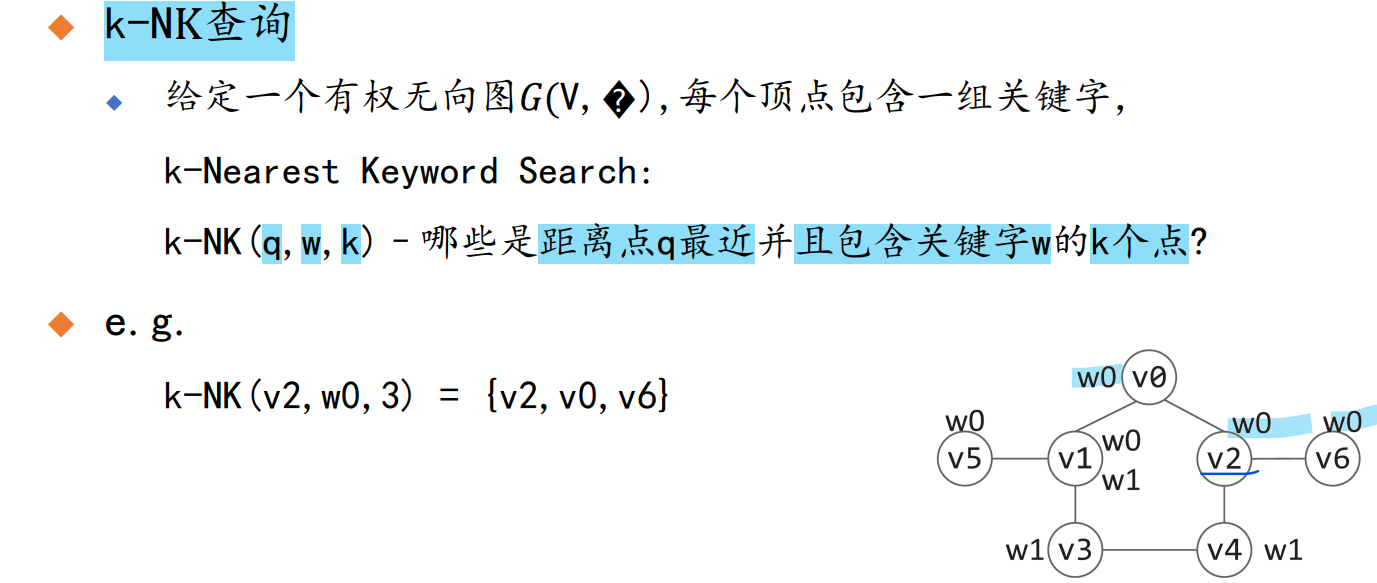 k-NK查询
给定一个有权无向图G(V,�),每个顶点包含一组关键字,
k-Nearest Keyword Search:
k-NK(q,w,k) - 哪些是距离点q最近并且包含关键字w的k个点?
e.g.
k-NK(v2,w0,3) = {v2,v0,v6}
w0 v0
w0 w0 w0
v5 v1 w0 v2 v6
w1
w1 v3 v4 w1